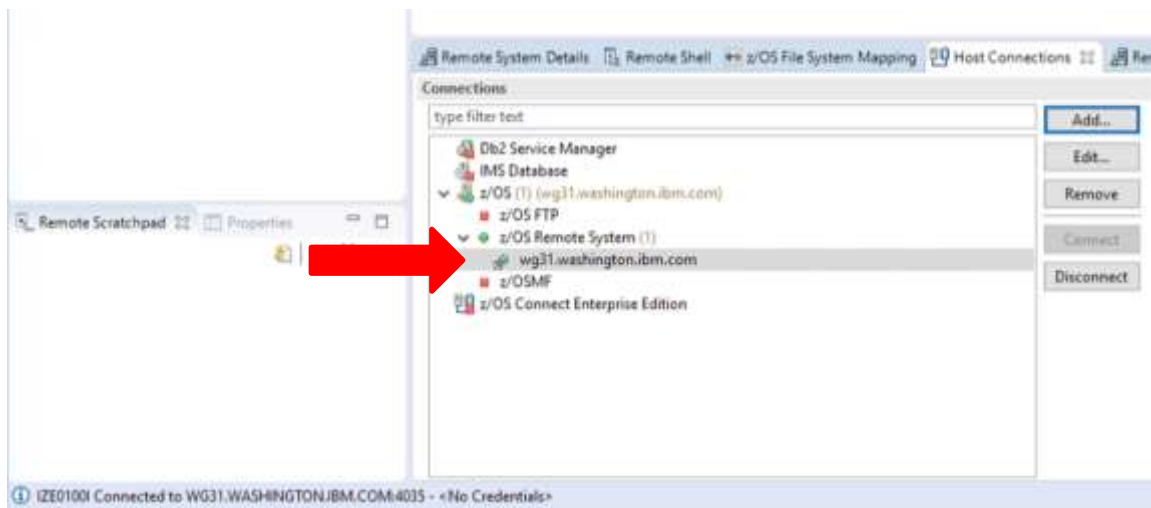 Remote System Details Remote Shell z/OS File System Mapping Host Connections
Connections
type filter text
Add...
Db2 Service Manager
Edit...
IMS Database
z/OS (1) (wg31.washington.ibm.com)
Remove
z/OS FTP
Remote Scratchpad Properties
z/OS Remote System (1)
Connect
wg31.washington.ibm.com
z/OSMF
Disconnect
z/OS Connect Enterprise Edition
IZE0100I Connected to WG31.WASHINGTON.IBM.COM:4035 - <No Credentials>